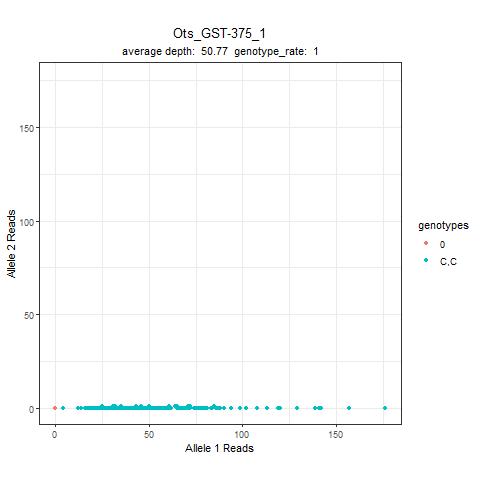 Ots_GST-375_1
average depth: 50.77 genotype_rate: 1
150
100
50
0
Allele 2 Reads
0 50 100 150
Allele 1 Reads
genotypes
0
C,C